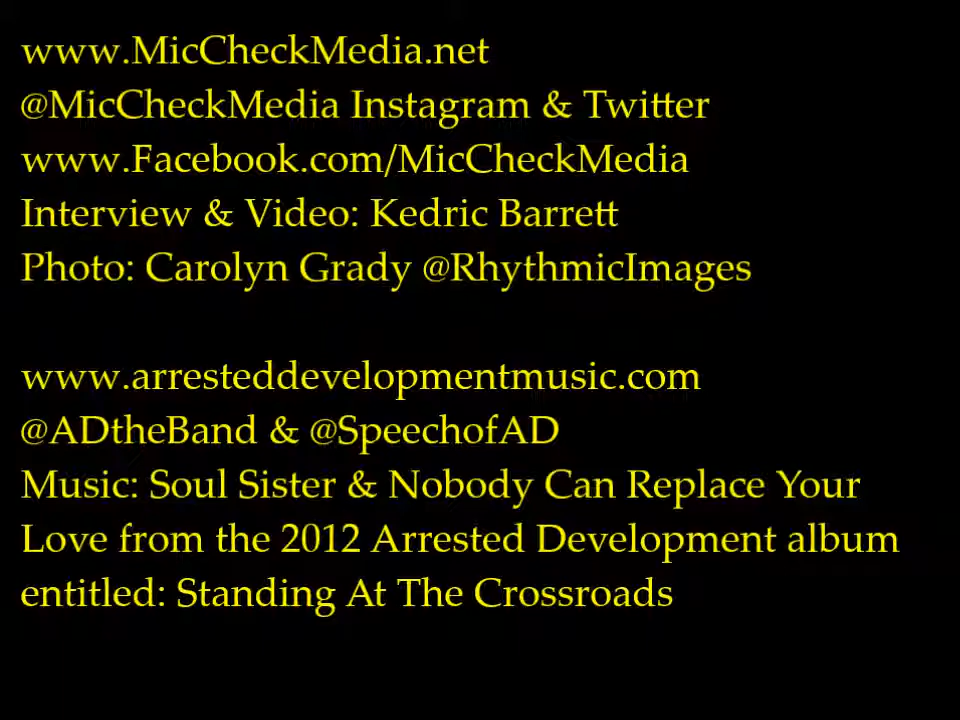 www.MicCheckMedia.net
@MicCheckMedia Instagram & Twitter
www.Facebook.com/MicCheckMedia
Interview & Video: Kedric Barrett
Photo: Carolyn Grady @RhythmicImages
www.arresteddevelopmentmusic.com
@ADtheBand & @SpeechofAD
Music: Soul Sister & Nobody Can Replace Your
Love from the 2012 Arrested Development album
entitled: Standing At The Crossroads